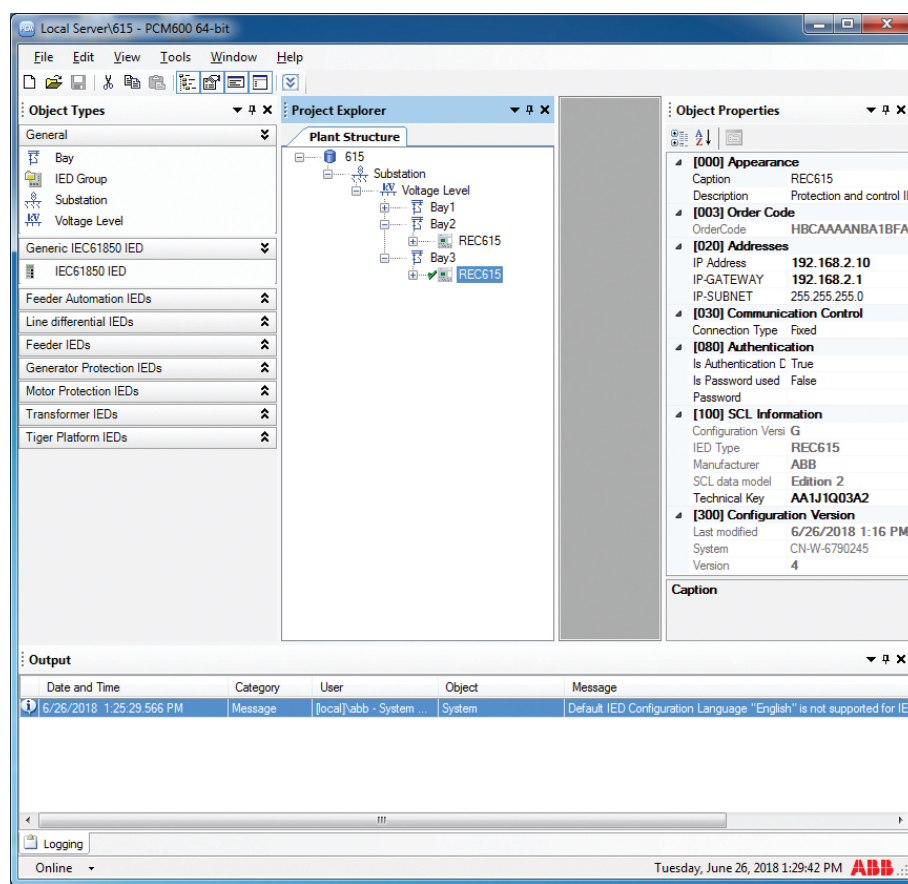 Local Server\615 - PCM600 64-bit
File Edit View Tools Window Help
Object Types
General
Bay
IED Group
Substation
Voltage Level
Generic IEC61850 IED
IEC61850 IED
Feeder Automation IEDs
Line differential IEDs
Feeder IEDs
Generator Protection IEDs
Motor Protection IEDs
Transformer IEDs
Tiger Platform IEDs
Project Explorer
Plant Structure
615
Substation
KV Voltage Level
Bay1
Bay2
REC615
Bay3
REC615
Object Properties
[000] Appearance
Caption REC615
Description Protection and control II
[003] Order Code
OrderCode HBCAAAANBA1BFA
[020] Addresses
IP Address 192.168.2.10
IP-GATEWAY 192.168.2.1
IP-SUBNET 255.255.255.0
[030] Communication Control
Connection Type Fixed
[080] Authentication
Is Authentication D True
Is Password used False
Password
[100] SCL Information
Configuration Versi G
IED Type REC615
Manufacturer ABB
SCL data model Edition 2
Technical Key AA1J1Q03A2
[300] Configuration Version
Last modified 6/26/2018 1:16 PM
System CN-W-6790245
Version 4
Caption
Output
Date and Time Category User Object Message
6/26/2018 1:25:29.566 PM Message [local]\abb - System ... System Default IED Configuration Language "English" is not supported for IE
Logging
Online Tuesday, June 26, 2018 1:29:42 PM ABB